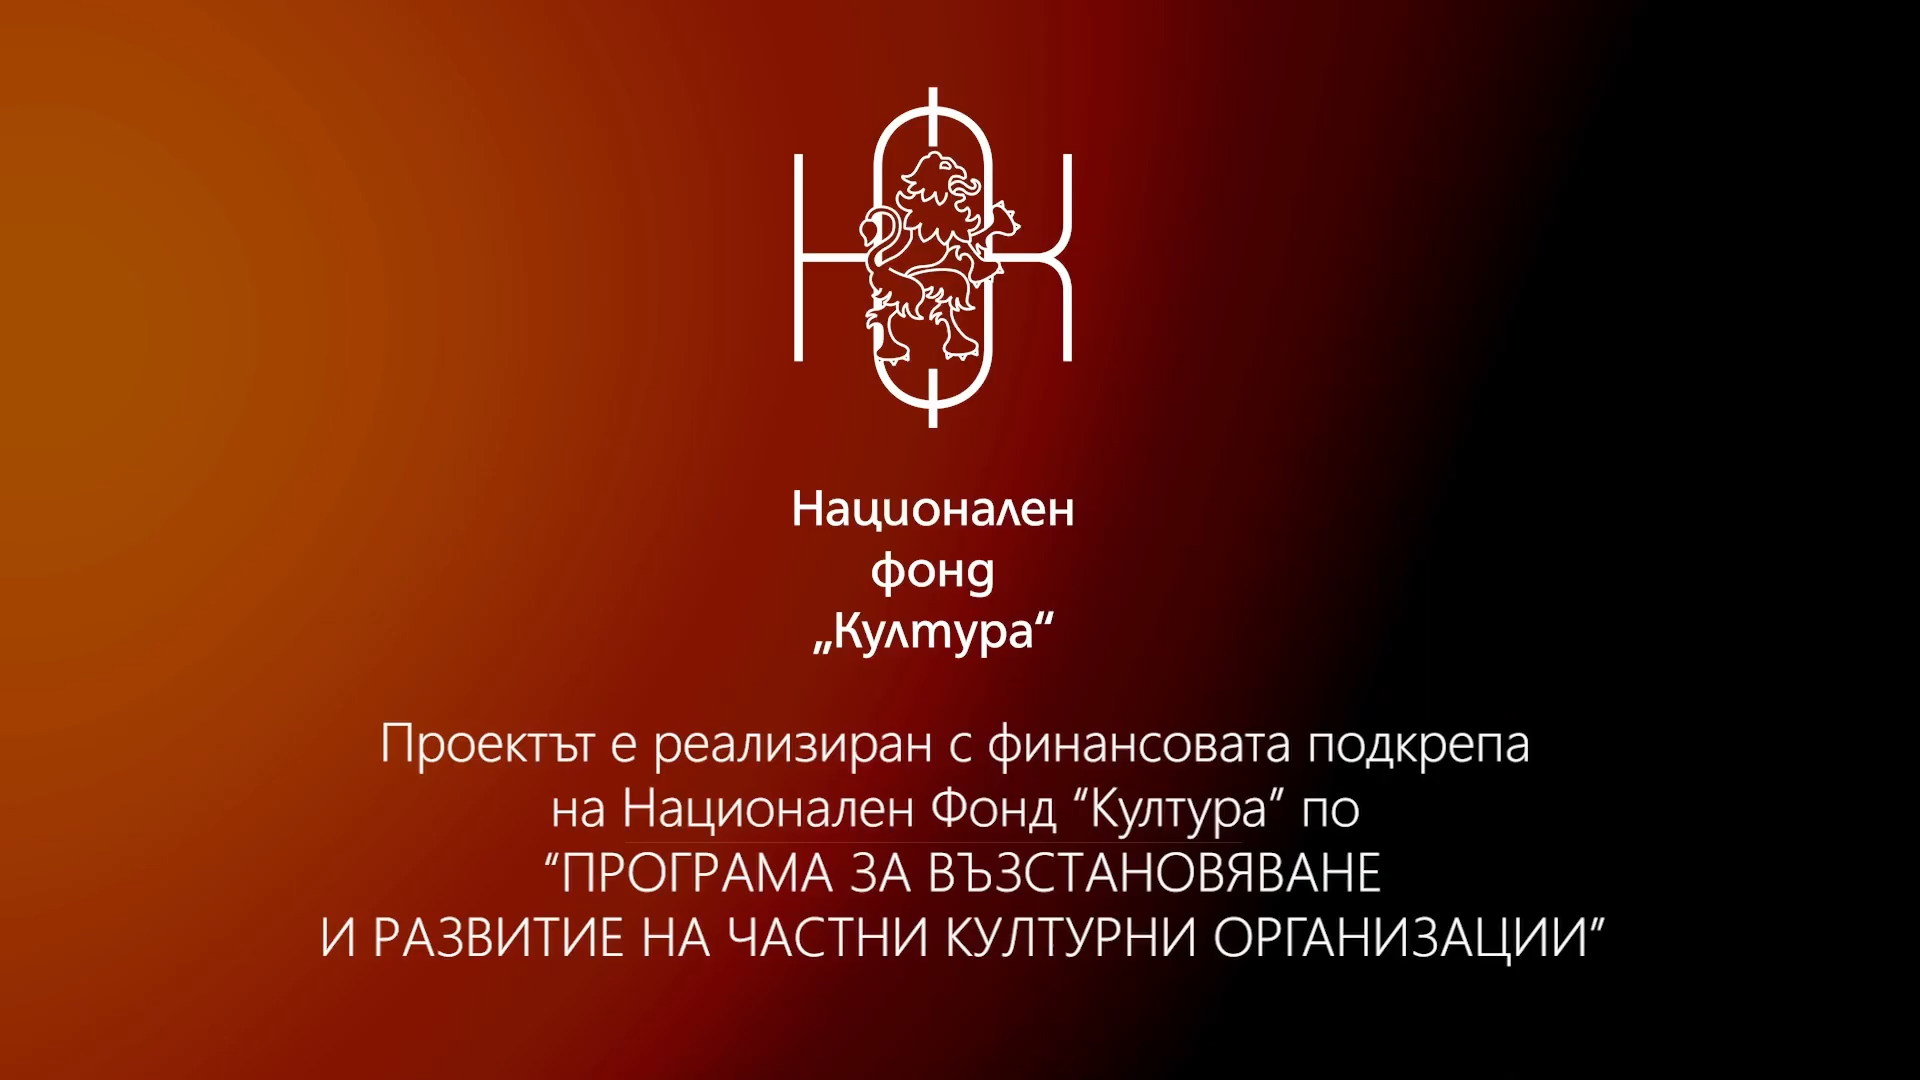 НФК
Национален
фонд
„Култура“
Проектът е реализиран с финансовата подкрепа
на Национален Фонд “Култура” по
“ПРОГРАМА ЗА ВЪЗСТАНОВЯВАНЕ
И РАЗВИТИЕ НА ЧАСТНИ КУЛТУРНИ ОРГАНИЗАЦИИ”